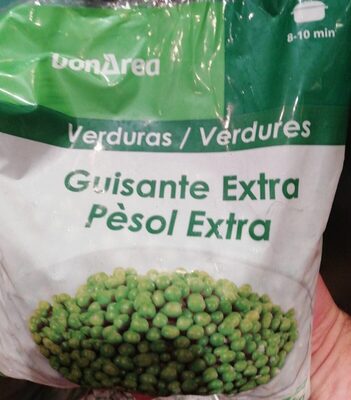 bonÀrea
8-10 min
Verduras / Verdures
Guisante Extra
Pèsol Extra